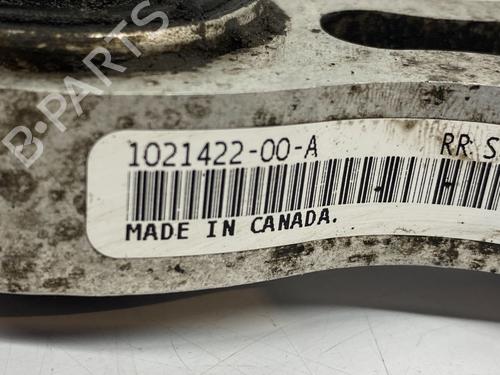 B-PARTS
1021422-00-A RR S
MADE IN CANADA.